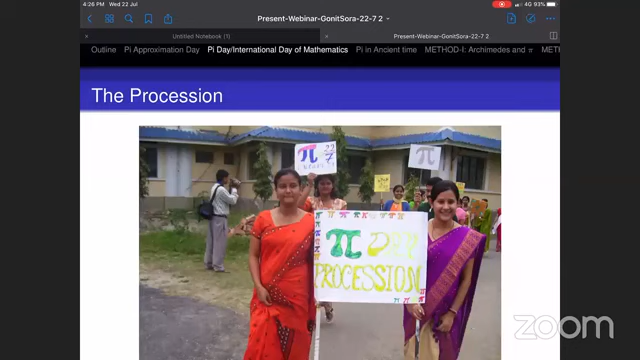 4:26 PM Wed 22 Jul
4G 93%
Present-Webinar-GonitSora-22-7 2
Untitled Notebook (1)
× Present-Webinar-GonitSora-22-7 2
Outline Pi Approximation Day Pi Day/International Day of Mathematics Pi in Ancient time METHOD-I: Archimedes and π METH
The Procession
π 22
7
π
π DAY
PROCESSION
zoom